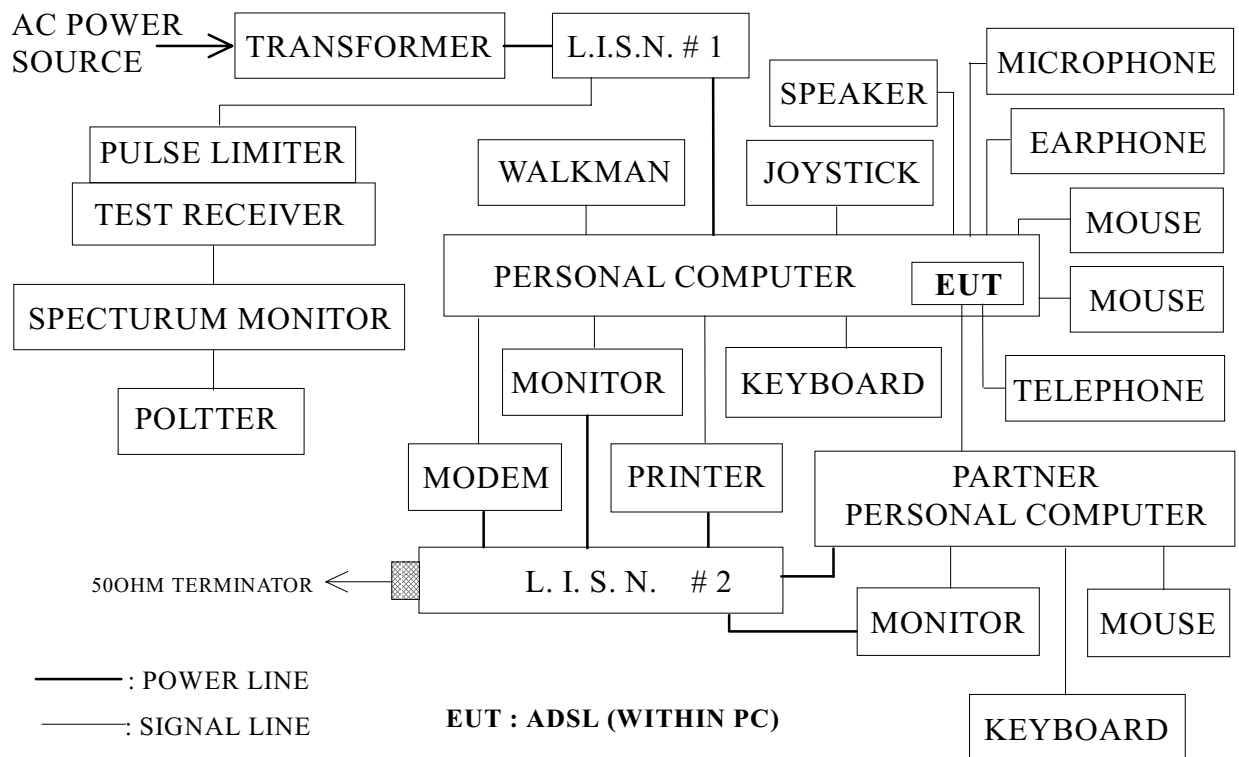 AC POWER
SOURCE
TRANSFORMER
L.I.S.N. # 1
MICROPHONE
SPEAKER
PULSE LIMITER
EARPHONE
WALKMAN
JOYSTICK
TEST RECEIVER
MOUSE
PERSONAL COMPUTER
EUT
MOUSE
SPECTURUM MONITOR
MONITOR
KEYBOARD
TELEPHONE
POLTTER
MODEM
PRINTER
PARTNER
PERSONAL COMPUTER
50OHM TERMINATOR
L. I. S. N. # 2
MONITOR
MOUSE
: POWER LINE
: SIGNAL LINE
EUT : ADSL (WITHIN PC)
KEYBOARD